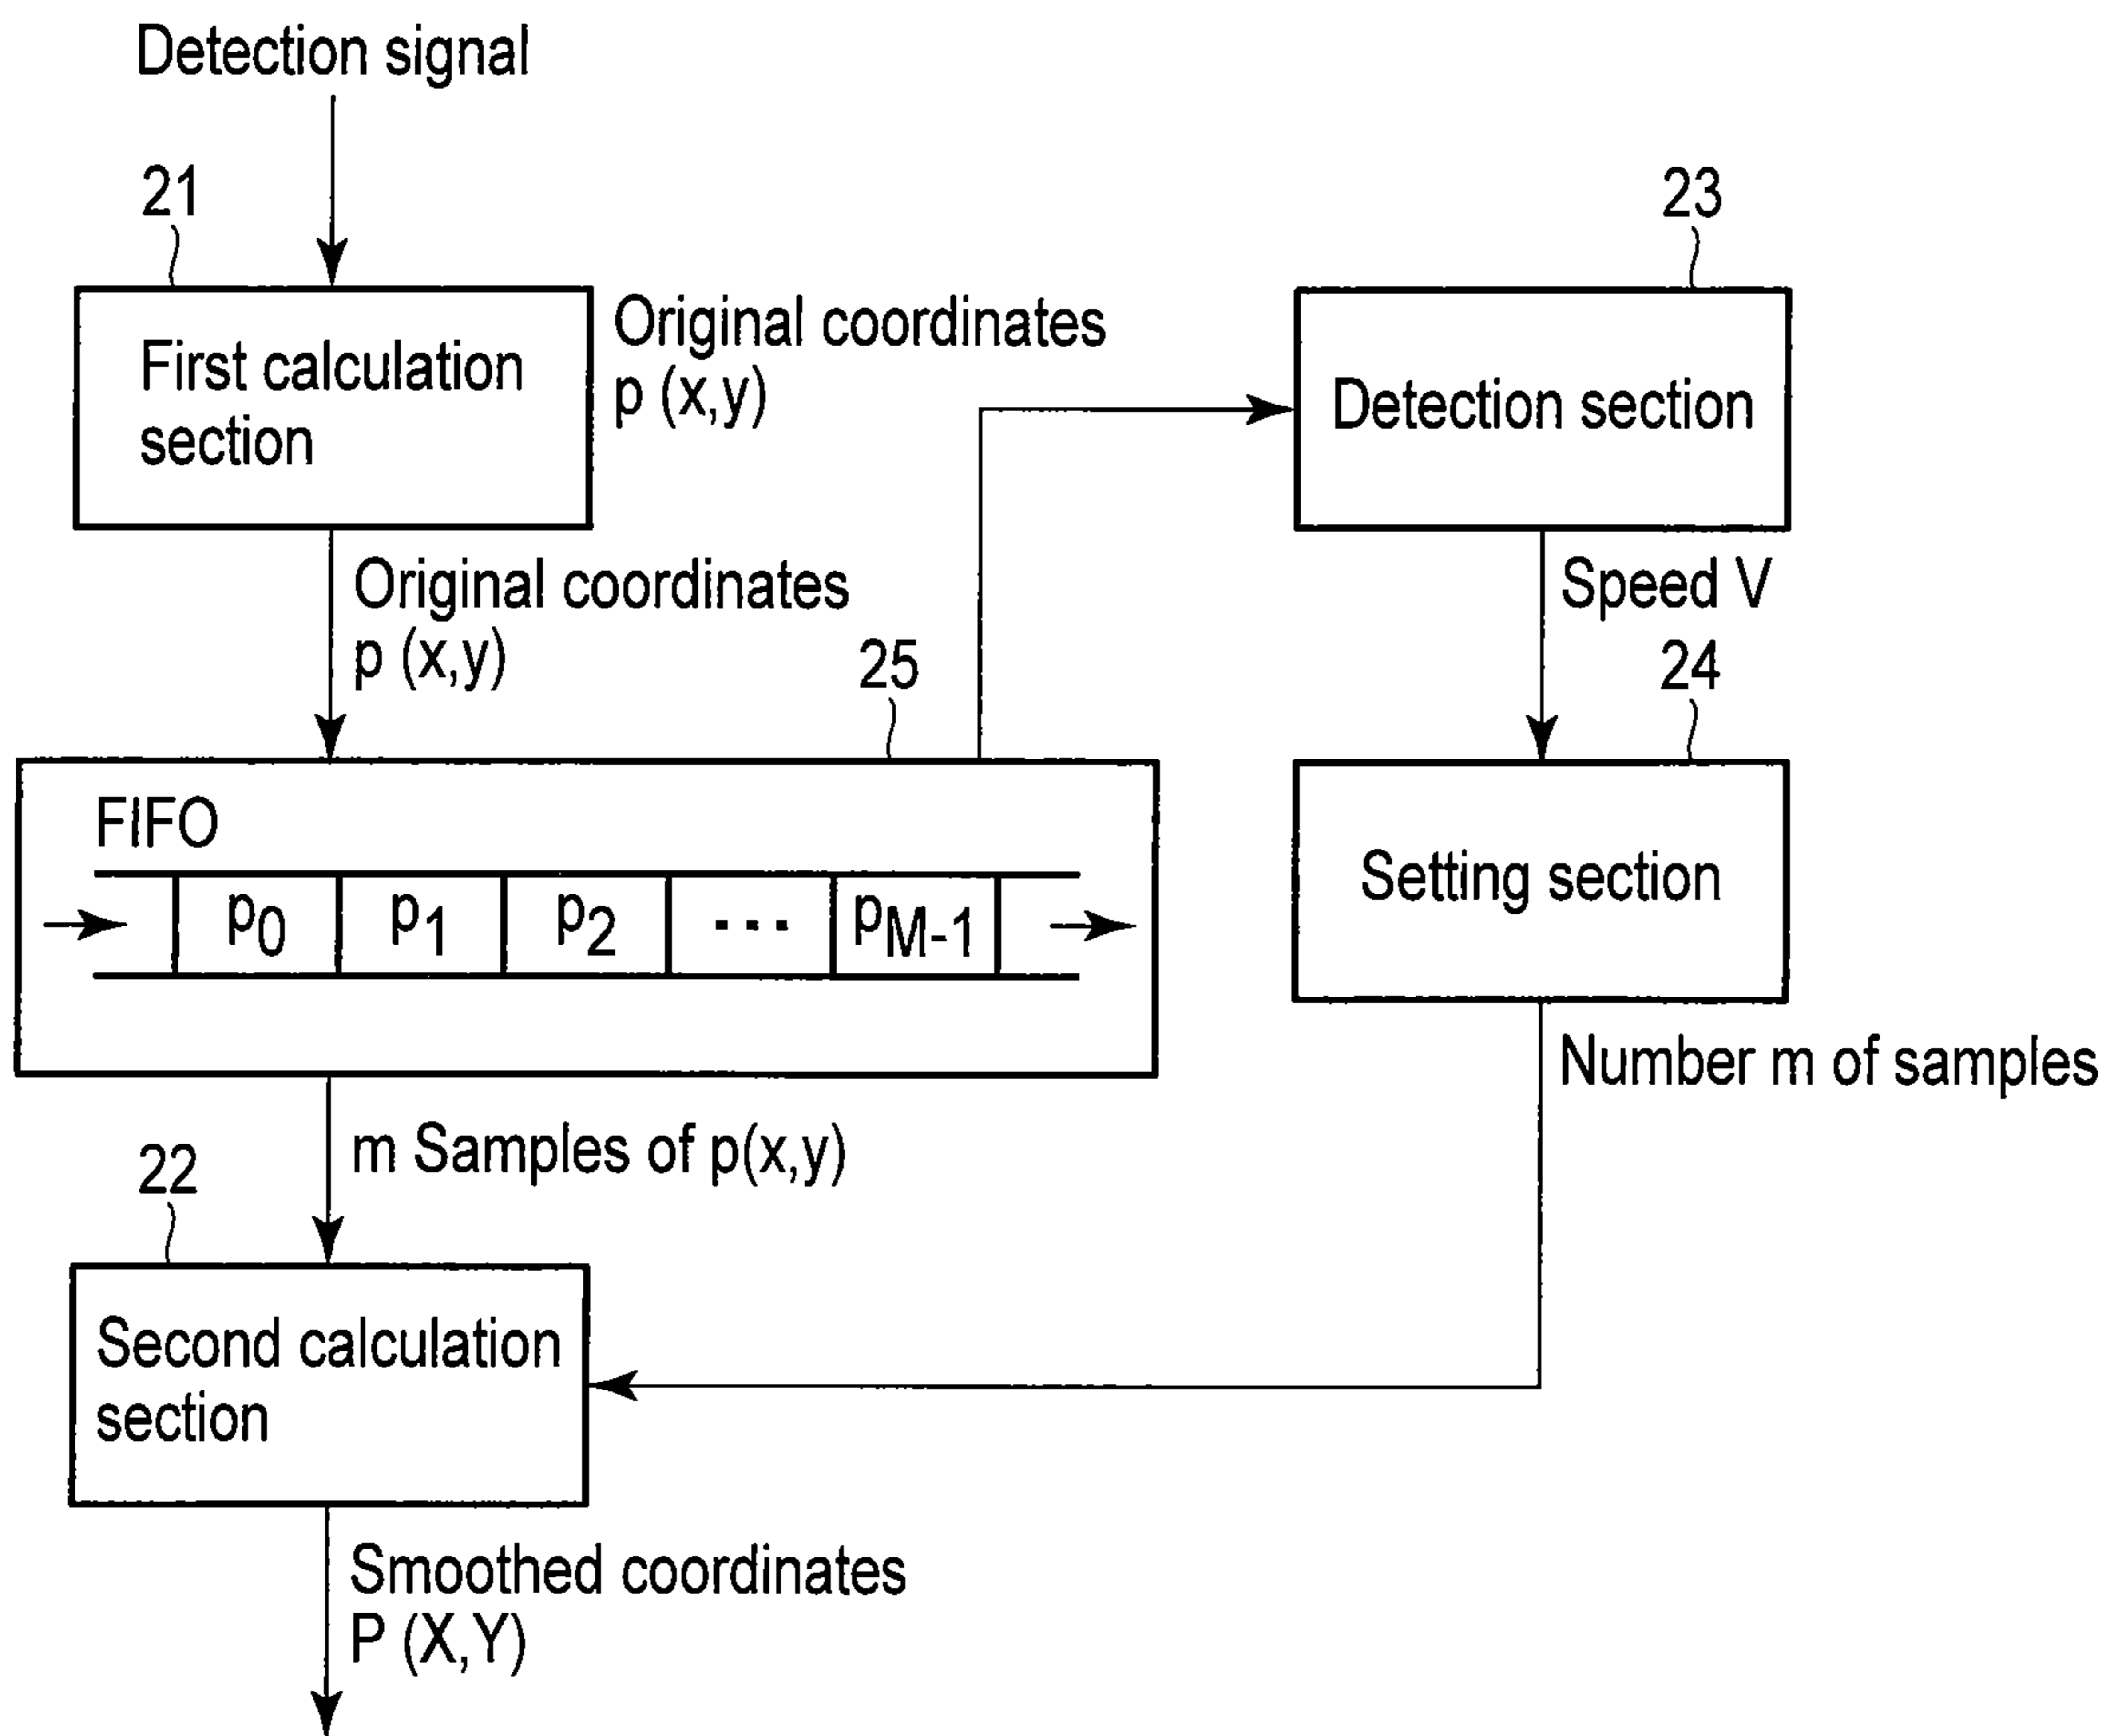 Detection signal
21
23
First calculation
section
Original coordinates
p (x,y)
Detection section
Original coordinates
p (x,y)
Speed V
25
24
FIFO
p0 p1 p2 ··· pM-1
Setting section
Number m of samples
m Samples of p(x,y)
22
Second calculation
section
Smoothed coordinates
P (X,Y)